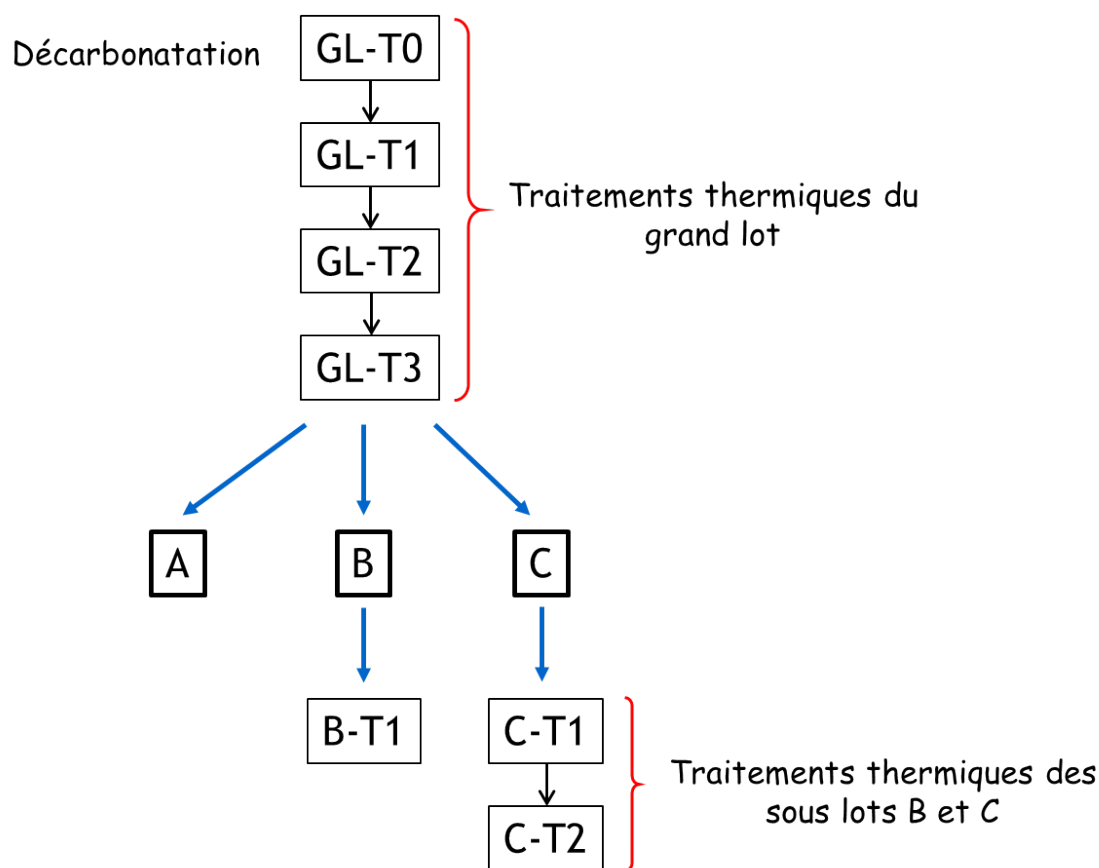 Décarbonatation
GL-T0
GL-T1
Traitements thermiques du
grand lot
GL-T2
GL-T3
A
B
C
B-T1
C-T1
Traitements thermiques des
sous lots B et C
C-T2